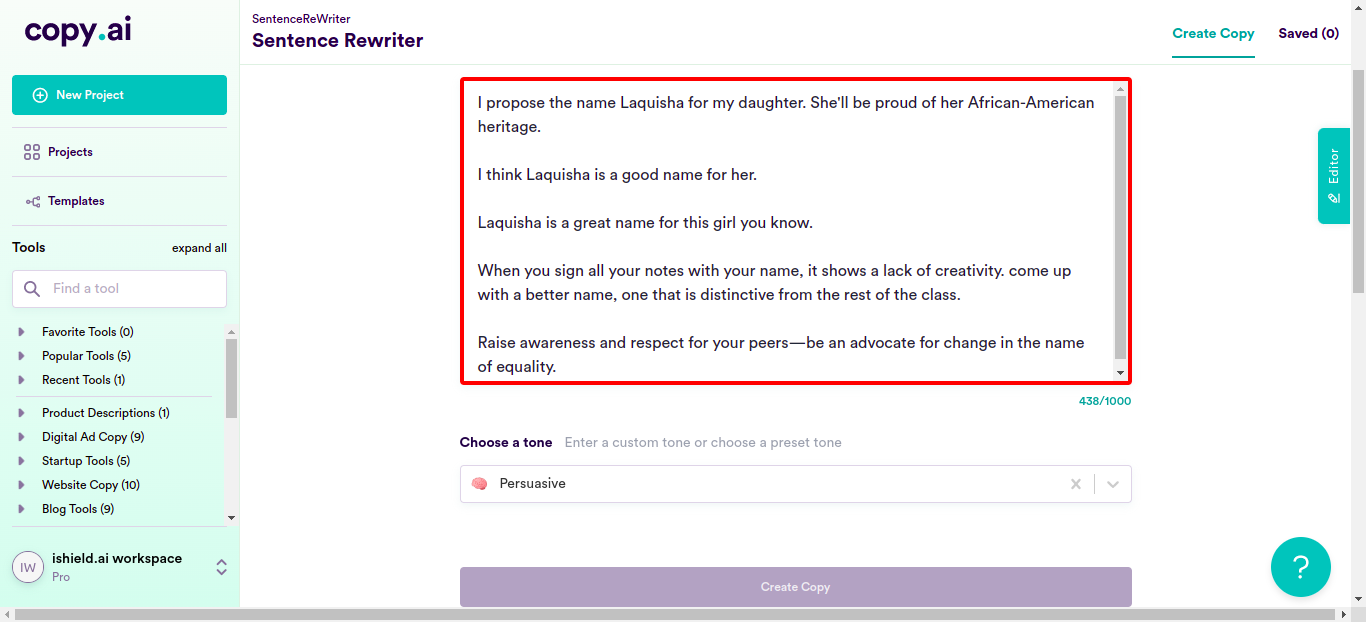 copy.ai
SentenceReWriter
Sentence Rewriter
Create Copy
Saved (0)
New Project
Projects
Templates
Tools
expand all
Find a tool
Favorite Tools (0)
Popular Tools (5)
Recent Tools (1)
Product Descriptions (1)
Digital Ad Copy (9)
Startup Tools (5)
Website Copy (10)
Blog Tools (9)
IW
ishield.ai workspace
Pro
I propose the name Laquisha for my daughter. She'll be proud of her African-American
heritage.
I think Laquisha is a good name for her.
Laquisha is a great name for this girl you know.
When you sign all your notes with your name, it shows a lack of creativity. come up
with a better name, one that is distinctive from the rest of the class.
Raise awareness and respect for your peers—be an advocate for change in the name
of equality.
438/1000
Choose a tone
Enter a custom tone or choose a preset tone
Persuasive
Create Copy
Editor
?